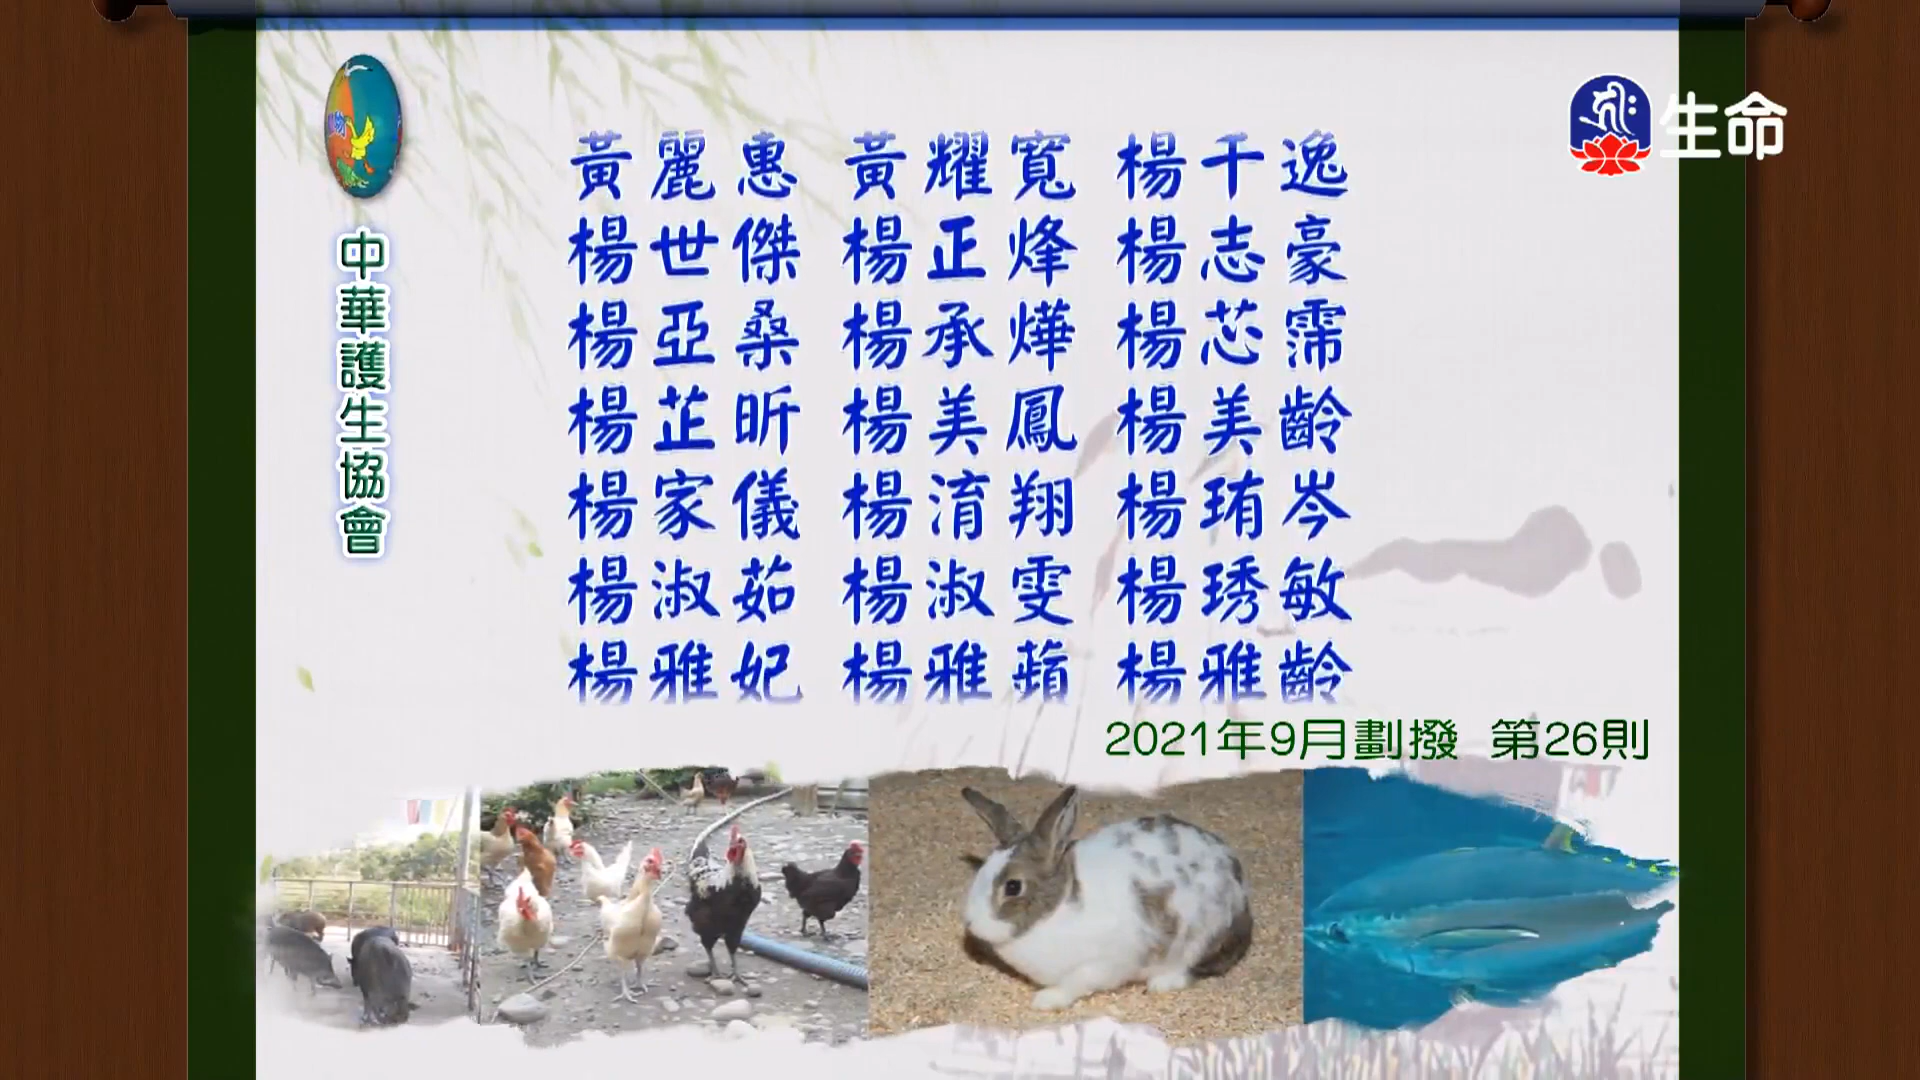 生命
中華護生協會
黃麗惠 黃耀寬 楊千逸
楊世傑 楊正烽 楊志豪
楊亞桑 楊承燁 楊芯霈
楊芷昕 楊美鳳 楊美齡
楊家儀 楊淯翔 楊珛岑
楊淑茹 楊淑雯 楊琇敏
楊雅妃 楊雅蘋 楊雅齡
2021年9月劃撥 第26則